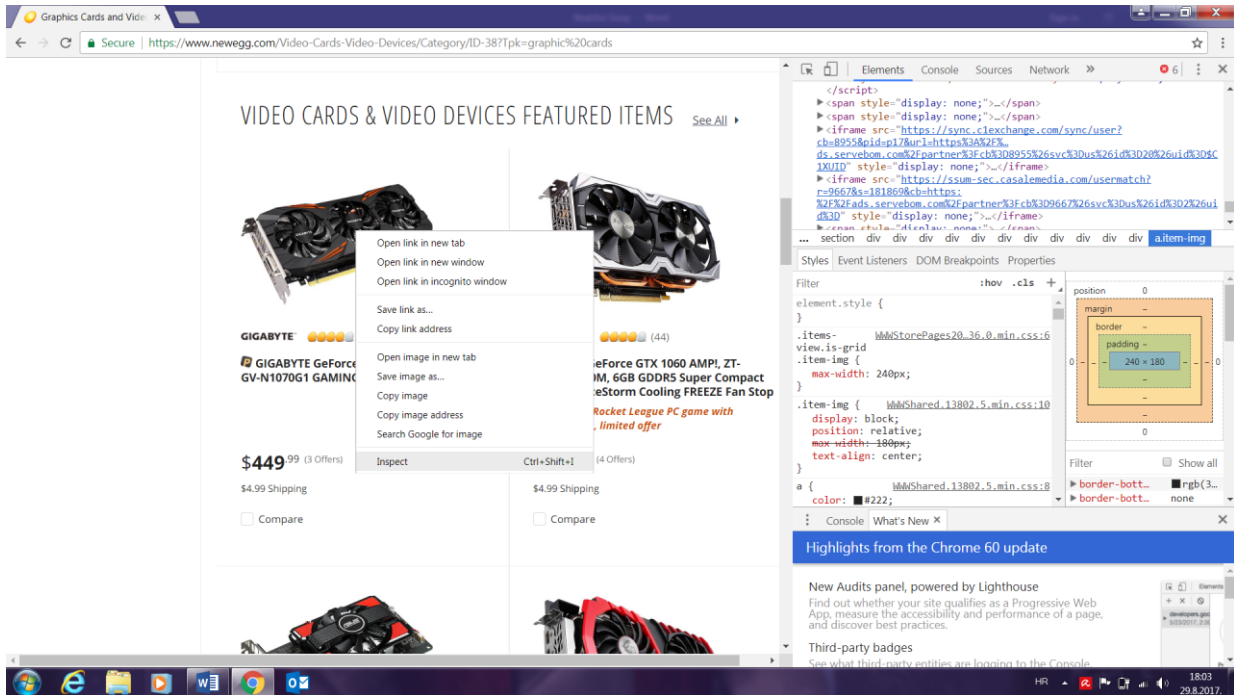 Graphics Cards and Vide
Secure | https://www.newegg.com/Video-Cards-Video-Devices/Category/ID-38?Tpk=graphic%20cards
VIDEO CARDS & VIDEO DEVICES FEATURED ITEMS See All
GIGABYTE
GIGABYTE GeForce
GV-N1070G1 GAMING
$449.99 (3 Offers)
$4.99 Shipping
Compare
Open link in new tab
Open link in new window
Open link in incognito window
Save link as...
Copy link address
Open image in new tab
Save image as...
Copy image
Copy image address
Search Google for image
Inspect Ctrl+Shift+I
(44)
eForce GTX 1060 AMP!, ZT-
0M, 6GB GDDR5 Super Compact
ceStorm Cooling FREEZE Fan Stop
Rocket League PC game with
, limited offer
(4 Offers)
$4.99 Shipping
Compare
Elements Console Sources Network » 6
</script>
<span style="display: none;">…</span>
<span style="display: none;">…</span>
<iframe src="https://sync.c1exchange.com/sync/user?
cb=8955&pid=p17&url=https%3A%2F%…
ds.servebom.com%2Fpartner%3Fcb%3D8955%26svc%3Dus%26id%3D20%26uid%3D$C
1XUID" style="display: none;">…</iframe>
<iframe src="https://ssum-sec.casalemedia.com/usermatch?
r=9667&s=181869&cb=https:
%2F%2Fads.servebom.com%2Fpartner%3Fcb%3D9667%26svc%3Dus%26id%3D2%26ui
d%3D" style="display: none;">…</iframe>
<span style="display: none;">…</span>
... section div div div div div div div div div div div a.item-img
Styles Event Listeners DOM Breakpoints Properties
Filter :hov .cls +
element.style {
}
.items- WWWStorePages20…36.0.min.css:6
view.is-grid
.item-img {
max-width: 240px;
}
.item-img { WWWShared.13802.5.min.css:10
display: block;
position: relative;
max-width: 180px;
text-align: center;
}
a { WWWShared.13802.5.min.css:8
color: #222;
position 0
margin -
border -
padding -
0 - - - 240 × 180 - - - 0
-
-
-
0
Filter Show all
border-bott… rgb(3…
border-bott… none
Console What's New ×
Highlights from the Chrome 60 update
New Audits panel, powered by Lighthouse
Find out whether your site qualifies as a Progressive Web
App, measure the accessibility and performance of a page,
and discover best practices.
Third-party badges
See what third-party entities are logging to the Console,
Elements
HR
18:03
29.8.2017.